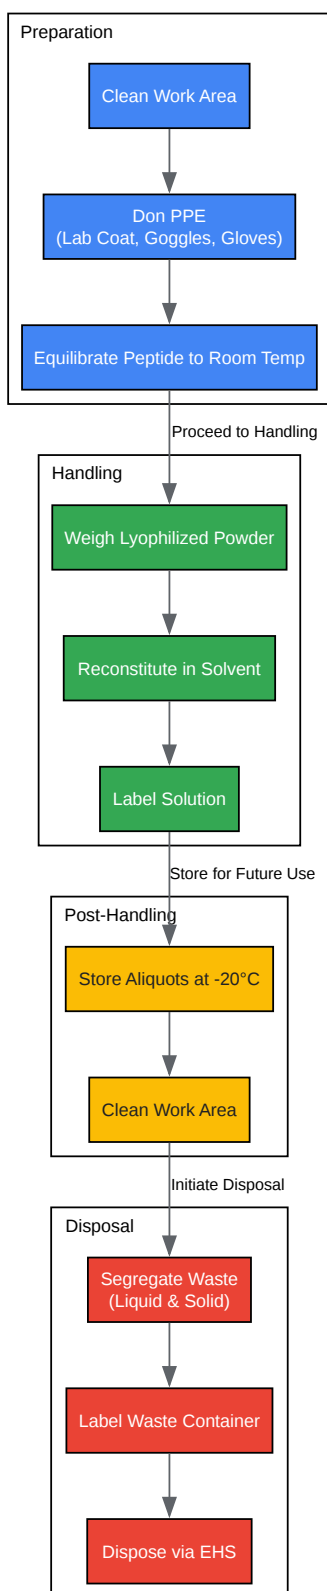 Preparation
Clean Work Area
Don PPE
(Lab Coat, Goggles, Gloves)
Equilibrate Peptide to Room Temp
Proceed to Handling
Handling
Weigh Lyophilized Powder
Reconstitute in Solvent
Label Solution
Store for Future Use
Post-Handling
Store Aliquots at -20°C
Clean Work Area
Initiate Disposal
Disposal
Segregate Waste
(Liquid & Solid)
Label Waste Container
Dispose via EHS